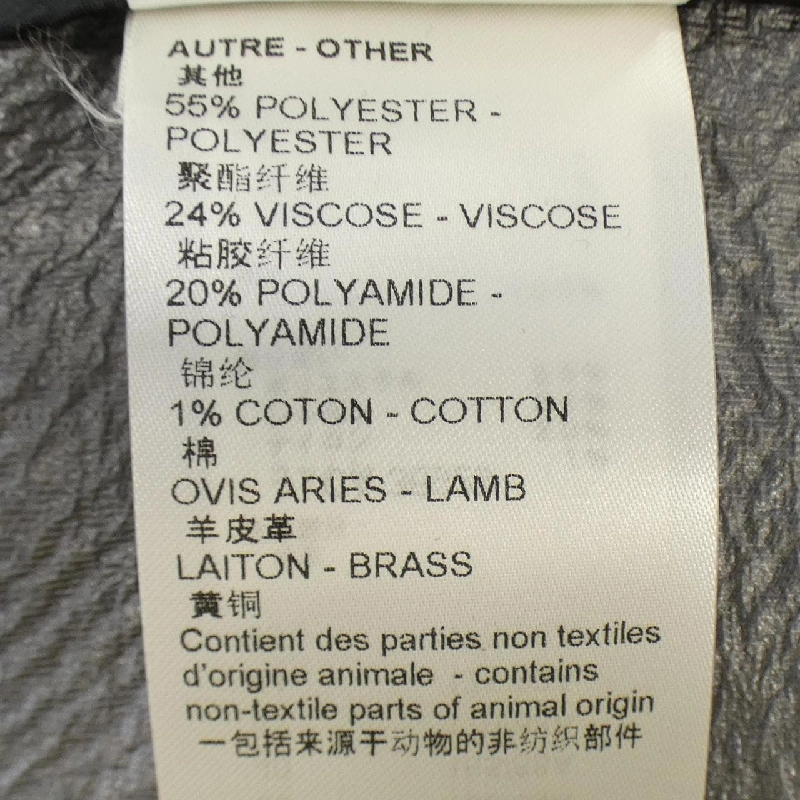 AUTRE - OTHER
其他
55% POLYESTER -
POLYESTER
聚酯纤维
24% VISCOSE - VISCOSE
粘胶纤维
20% POLYAMIDE -
POLYAMIDE
锦纶
1% COTON - COTTON
棉
OVIS ARIES - LAMB
羊皮革
LAITON - BRASS
黄铜
Contient des parties non textiles
d'origine animale - contains
non-textile parts of animal origin
一包括来源于动物的非纺织部件